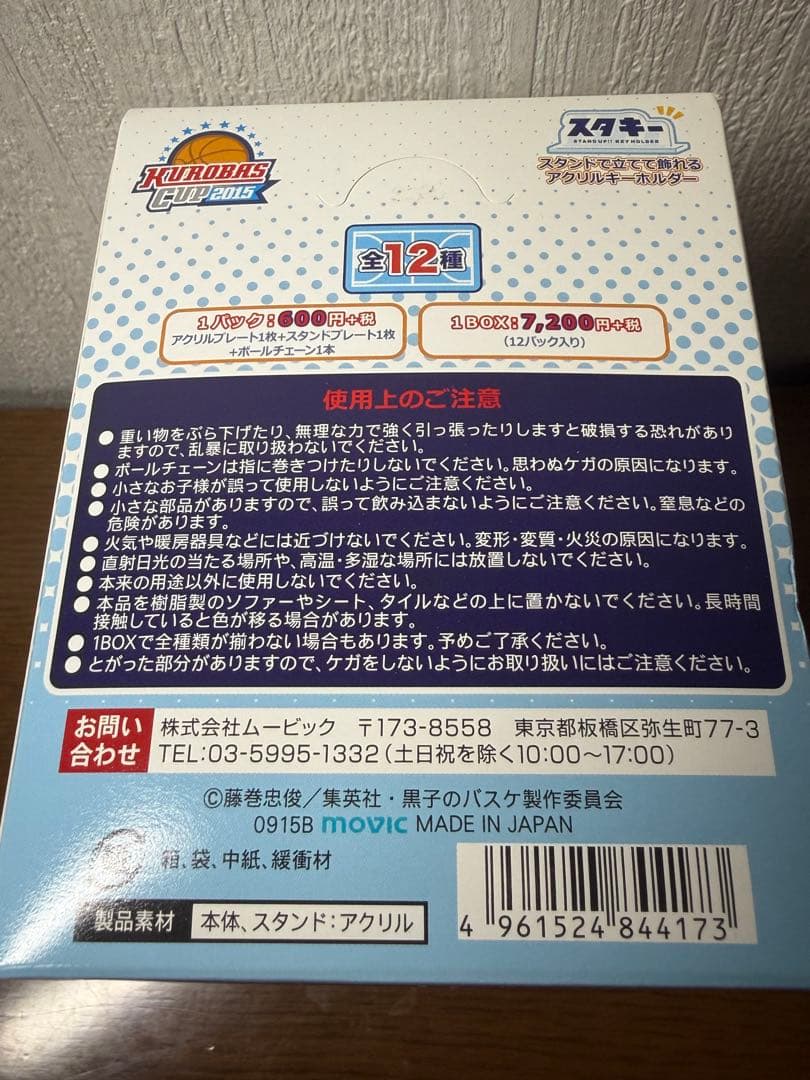 KUROBAS
CUP 2015
スタキー
STAND UP!! KEY HOLDER
スタンドで立てて飾れる
アクリルキーホルダー
全12種
1パック:600円+税
アクリルプレート1枚+スタンドプレート1枚
+ボールチェーン1本
1BOX:7,200円+税
(12パック入り)
使用上のご注意
●重い物をぶら下げたり、無理な力で強く引っ張ったりしますと破損する恐れがあり
ますので、乱暴に取り扱わないでください。
●ボールチェーンは指に巻きつけたりしないでください。思わぬケガの原因になります。
●小さなお子様が誤って使用しないようにご注意ください。
●小さな部品がありますので、誤って飲み込まないようにご注意ください。窒息などの
危険があります。
●火気や暖房器具などには近づけないでください。変形・変質・火災の原因になります。
●直射日光の当たる場所や、高温・多湿な場所には放置しないでください。
●本来の用途以外に使用しないでください。
●本品を樹脂製のソファーやシート、タイルなどの上に置かないでください。長時間
接触していると色が移る場合があります。
●1BOXで全種類が揃わない場合もあります。予めご了承ください。
●とがった部分がありますので、ケガをしないようにお取り扱いにはご注意ください。
お問い
合わせ
株式会社ムービック 〒173-8558 東京都板橋区弥生町77-3
TEL:03-5995-1332(土日祝を除く10:00〜17:00)
©藤巻忠俊/集英社・黒子のバスケ製作委員会
0915B movic MADE IN JAPAN
箱、袋、中紙、緩衝材
製品素材 本体、スタンド:アクリル
4 961524 844173